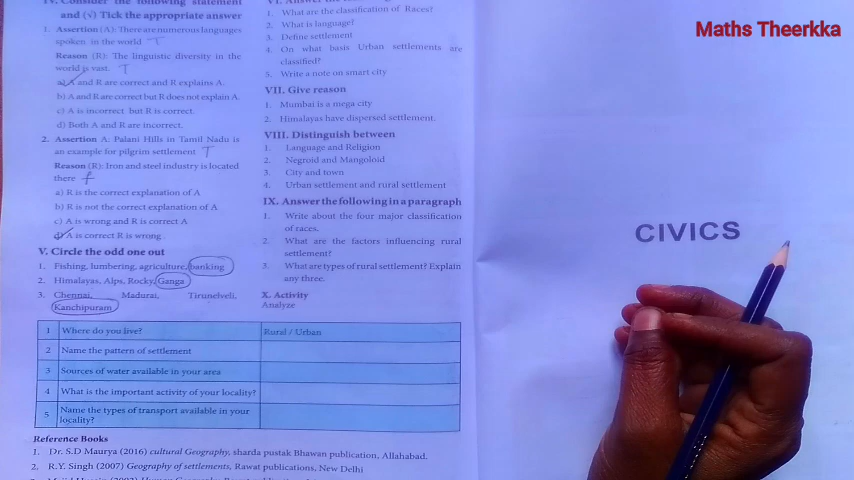 IV. Consider the following statement
and (√) Tick the appropriate answer
1. Assertion (A): There are numerous languages
spoken in the world T
Reason (R): The linguistic diversity in the
world is vast. T
a) A and R are correct and R explains A.
b) A and R are correct but R does not explain A.
c) A is incorrect but R is correct.
d) Both A and R are incorrect.
2. Assertion A: Palani Hills in Tamil Nadu is
an example for pilgrim settlement T
Reason (R): Iron and steel industry is located
there f
a) R is the correct explanation of A
b) R is not the correct explanation of A
c) A is wrong and R is correct A
d) A is correct R is wrong
V. Circle the odd one out
1. Fishing, lumbering, agriculture, banking
2. Himalayas, Alps, Rocky, Ganga
3. Chennai, Madurai, Tirunelveli,
Kanchipuram
1. What are the classification of Races?
2. What is language?
3. Define settlement
4. On what basis Urban settlements are
classified?
5. Write a note on smart city
VII. Give reason
1. Mumbai is a mega city
2. Himalayas have dispersed settlement.
VIII. Distinguish between
1. Language and Religion
2. Negroid and Mangoloid
3. City and town
4. Urban settlement and rural settlement
IX. Answer the following in a paragraph
1. Write about the four major classification
of races.
2. What are the factors influencing rural
settlement?
3. What are types of rural settlement? Explain
any three.
X. Activity
Analyze
1 Where do you live? Rural / Urban
2 Name the pattern of settlement
3 Sources of water available in your area
4 What is the important activity of your locality?
5 Name the types of transport available in your
locality?
Reference Books
1. Dr. S.D Maurya (2016) cultural Geography, sharda pustak Bhawan publication, Allahabad.
2. R.Y. Singh (2007) Geography of settlements, Rawat publications, New Delhi
Maths Theerkka
CIVICS